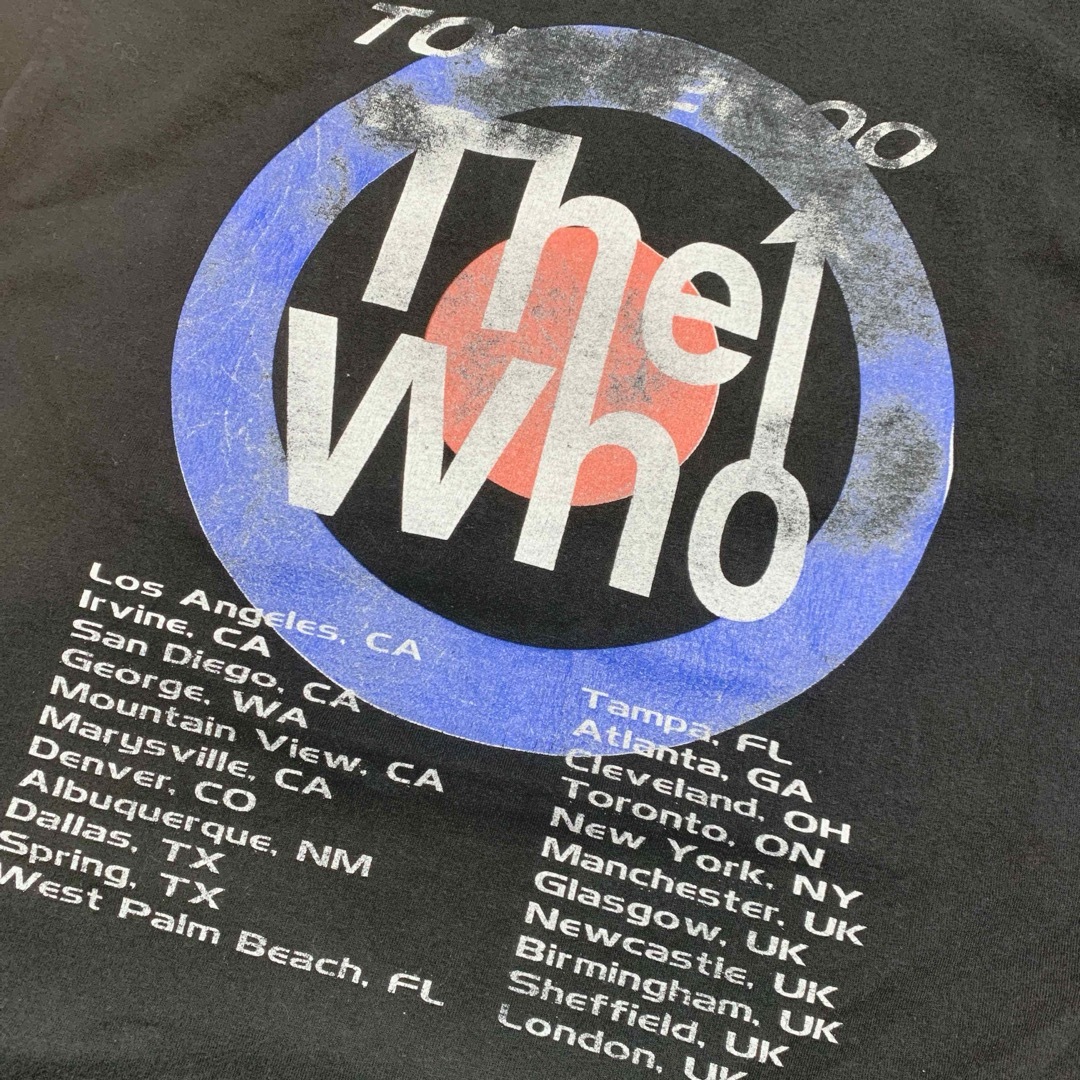 The
Who
Los Angeles, CA
Irvine, CA
San Diego, CA
George, WA
Mountain View, CA
Marysville, CA
Denver, CO
Albuquerque, NM
Dallas, TX
Spring, TX
West Palm Beach, FL
Tampa, FL
Atlanta, GA
Cleveland, OH
Toronto, ON
New York, NY
Manchester, UK
Glasgow, UK
Newcastle, UK
Birmingham, UK
Sheffield, UK
London, UK